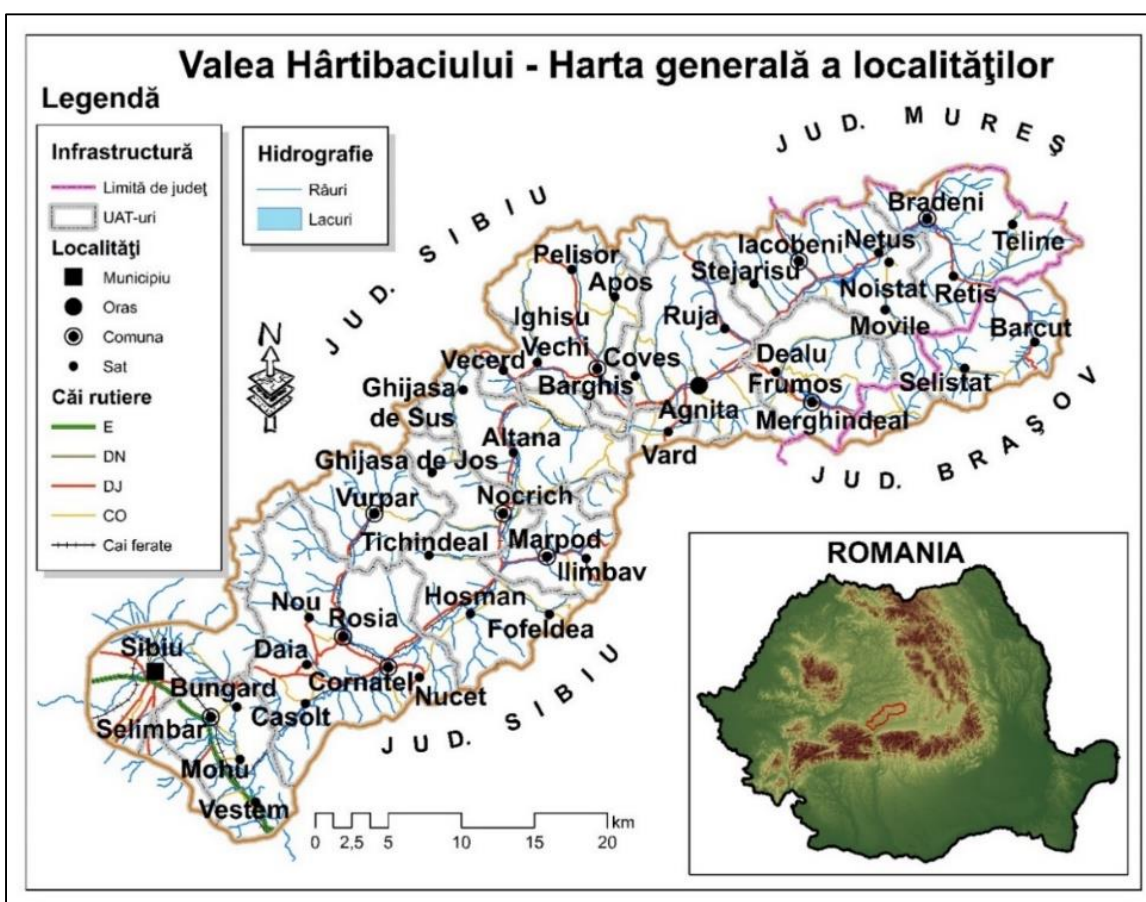 Valea Hârtibaciului - Harta generală a localităţilor
Legendă
Infrastructură
Limită de judeţ
UAT-uri
Localităţi
Municipiu
Oras
Comuna
Sat
Căi rutiere
E
DN
DJ
CO
Cai ferate
Hidrografie
Râuri
Lacuri
N
JUD. SIBIU
JUD. MUREŞ
JUD. BRAŞOV
JUD. SIBIU
Bradeni
Teline
Iacobeni
Netus
Stejarisu
Noistat
Retis
Movile
Barcut
Pelisor
Apos
Ruja
Ighisu
Vechi
Vecerd
Coves
Barghis
Dealu
Frumos
Selistat
Merghindeal
Agnita
Vard
Ghijasa
de Sus
Altana
Ghijasa de Jos
Vurpar
Nocrich
Tichindeal
Marpod
Ilimbav
Hosman
Fofeldea
Nou
Rosia
Daia
Cornatel
Nucet
Sibiu
Bungard
Casolt
Selimbar
Mohu
Vestem
0 2,5 5 10 15 20
km
ROMANIA